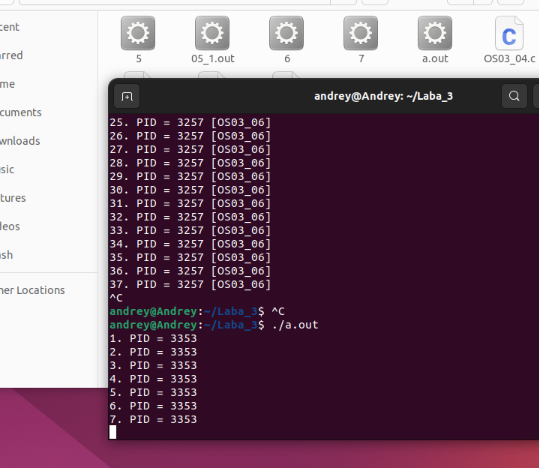 5
05_1.out
6
7
a.out
OS03_04.c
cent
rred
me
cuments
wnloads
sic
tures
leos
sh
er Locations
andrey@Andrey: ~/Laba_3
25. PID = 3257 [OS03_06]
26. PID = 3257 [OS03_06]
27. PID = 3257 [OS03_06]
28. PID = 3257 [OS03_06]
29. PID = 3257 [OS03_06]
30. PID = 3257 [OS03_06]
31. PID = 3257 [OS03_06]
32. PID = 3257 [OS03_06]
33. PID = 3257 [OS03_06]
34. PID = 3257 [OS03_06]
35. PID = 3257 [OS03_06]
36. PID = 3257 [OS03_06]
37. PID = 3257 [OS03_06]
^C
andrey@Andrey:~/Laba_3$ ^C
andrey@Andrey:~/Laba_3$ ./a.out
1. PID = 3353
2. PID = 3353
3. PID = 3353
4. PID = 3353
5. PID = 3353
6. PID = 3353
7. PID = 3353